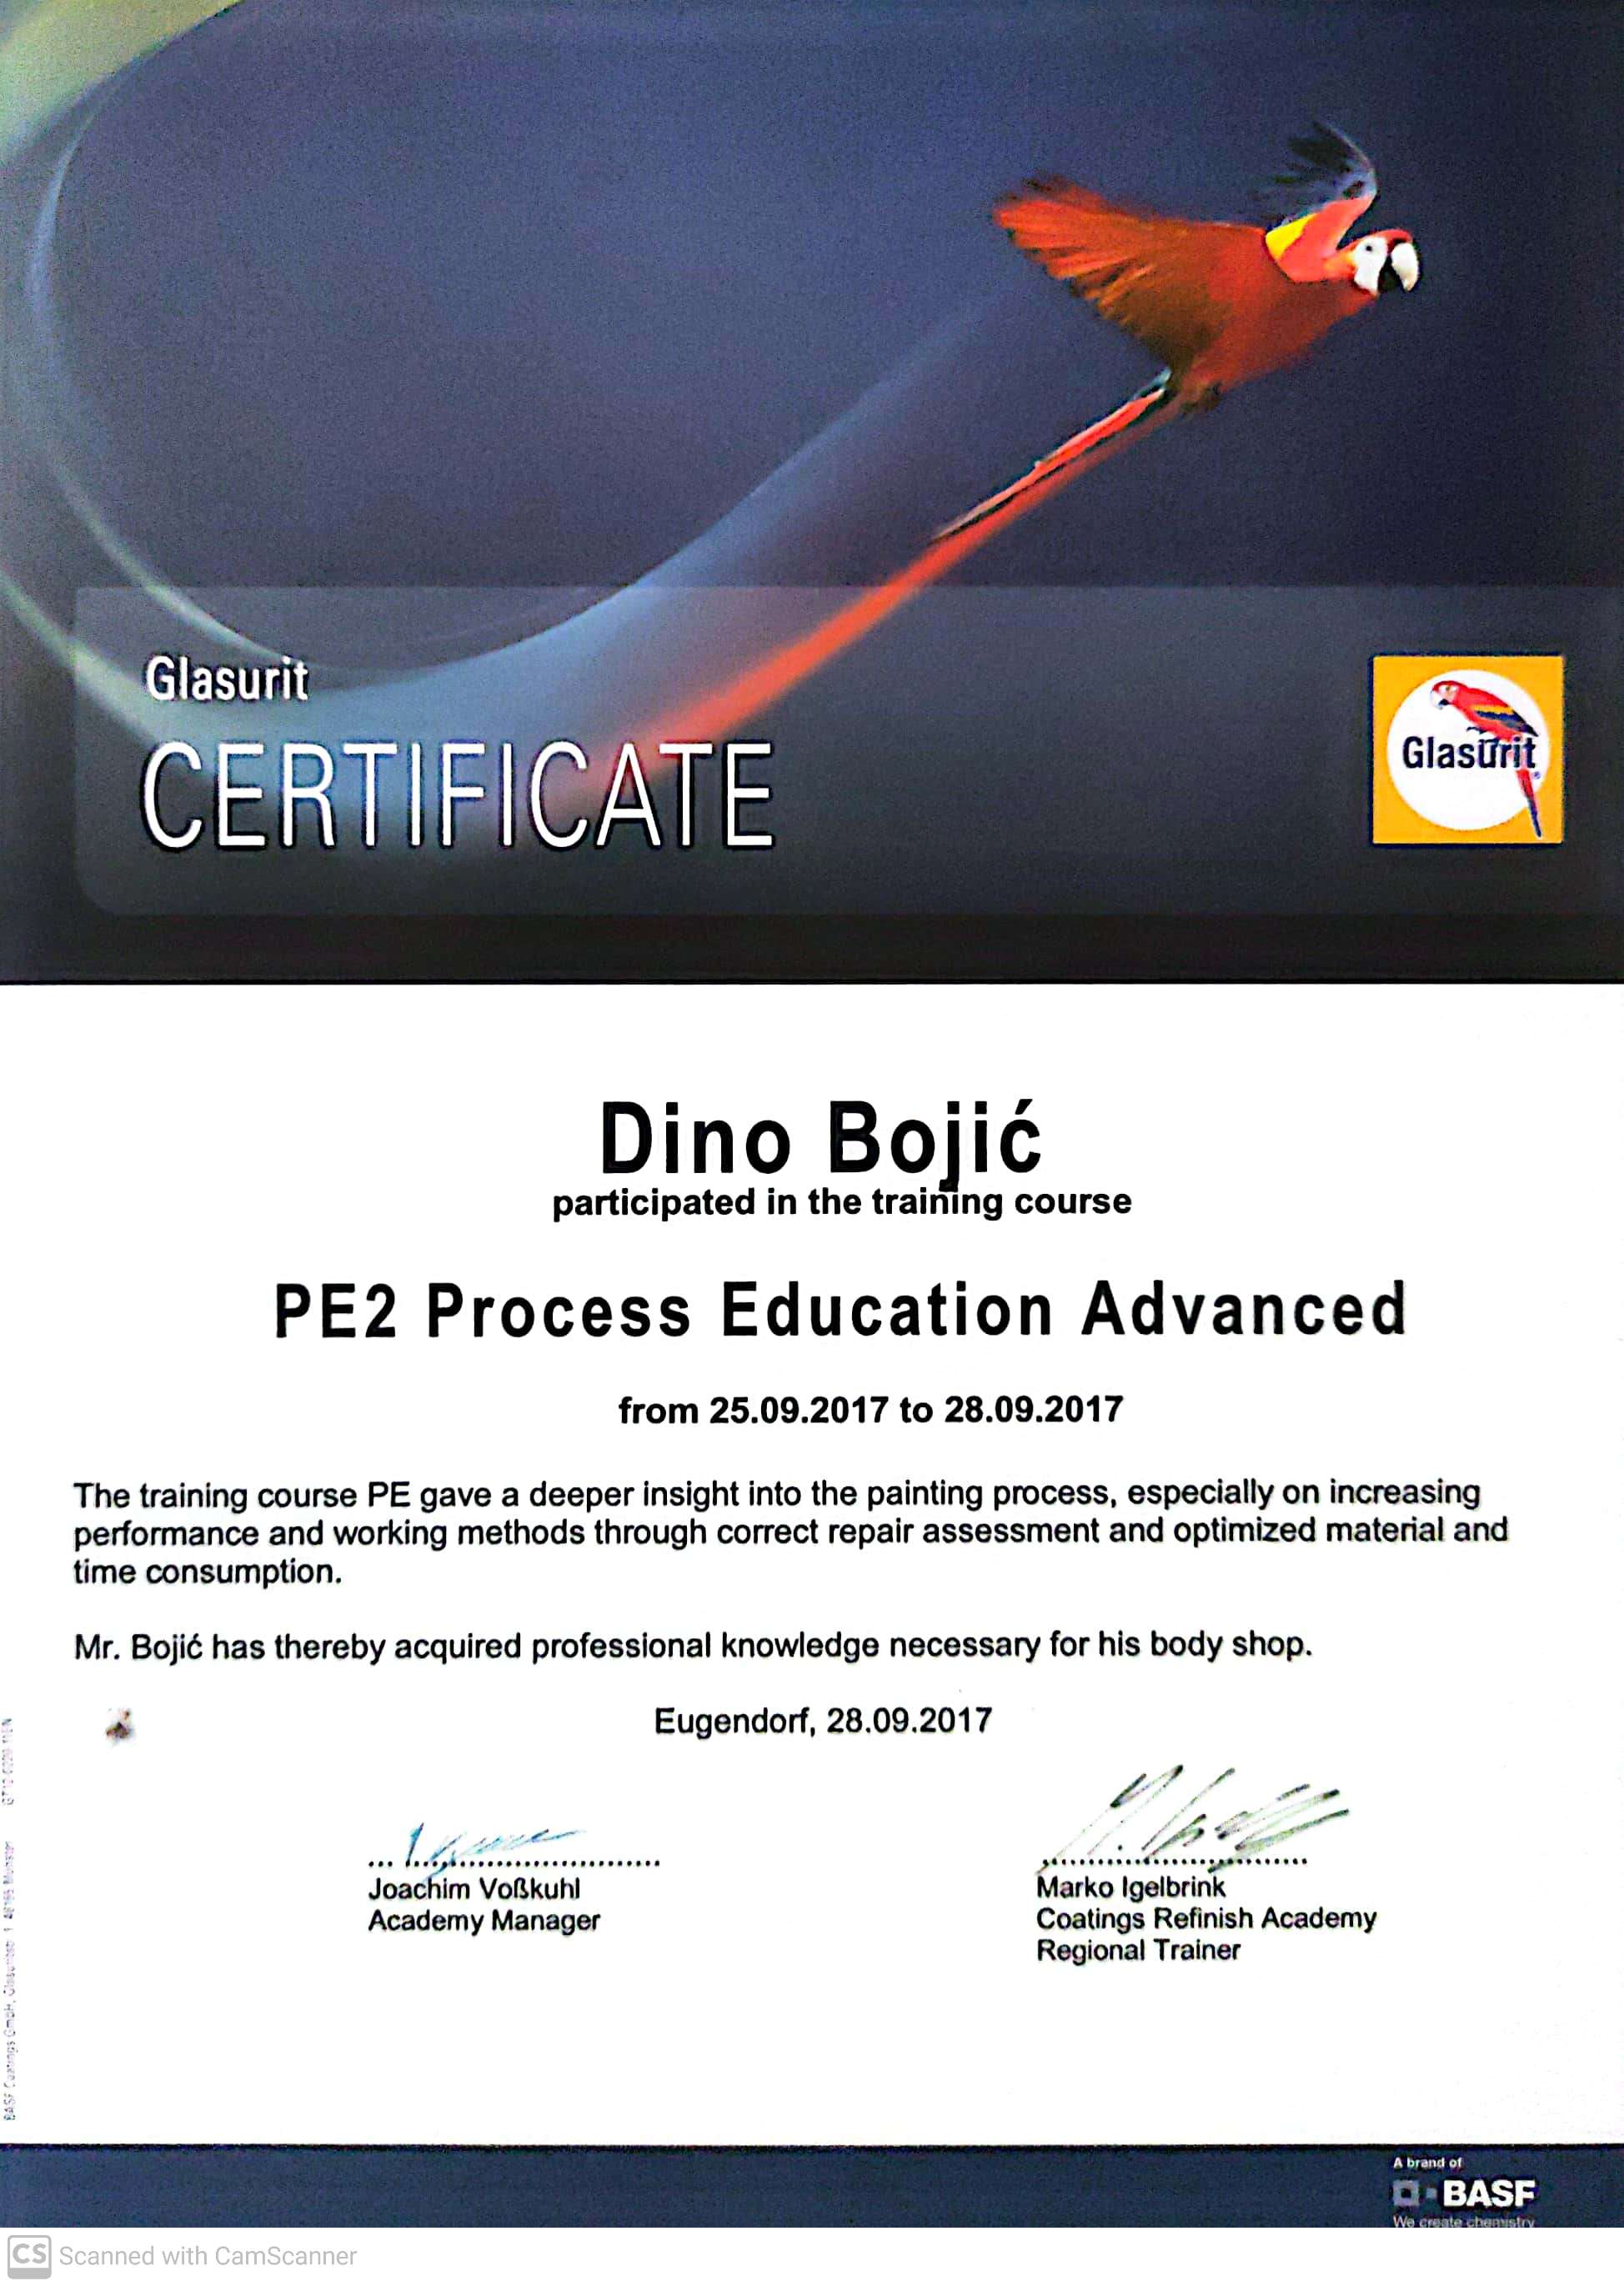 Glasurit
CERTIFICATE
Glasurit
Dino Bojić
participated in the training course
PE2 Process Education Advanced
from 25.09.2017 to 28.09.2017
The training course PE gave a deeper insight into the painting process, especially on increasing
performance and working methods through correct repair assessment and optimized material and
time consumption.
Mr. Bojić has thereby acquired professional knowledge necessary for his body shop.
Eugendorf, 28.09.2017
Joachim Voßkuhl
Academy Manager
Marko Igelbrink
Coatings Refinish Academy
Regional Trainer
BASF Coatings GmbH,
A brand of
BASF
We create chemistry
CS Scanned with CamScanner